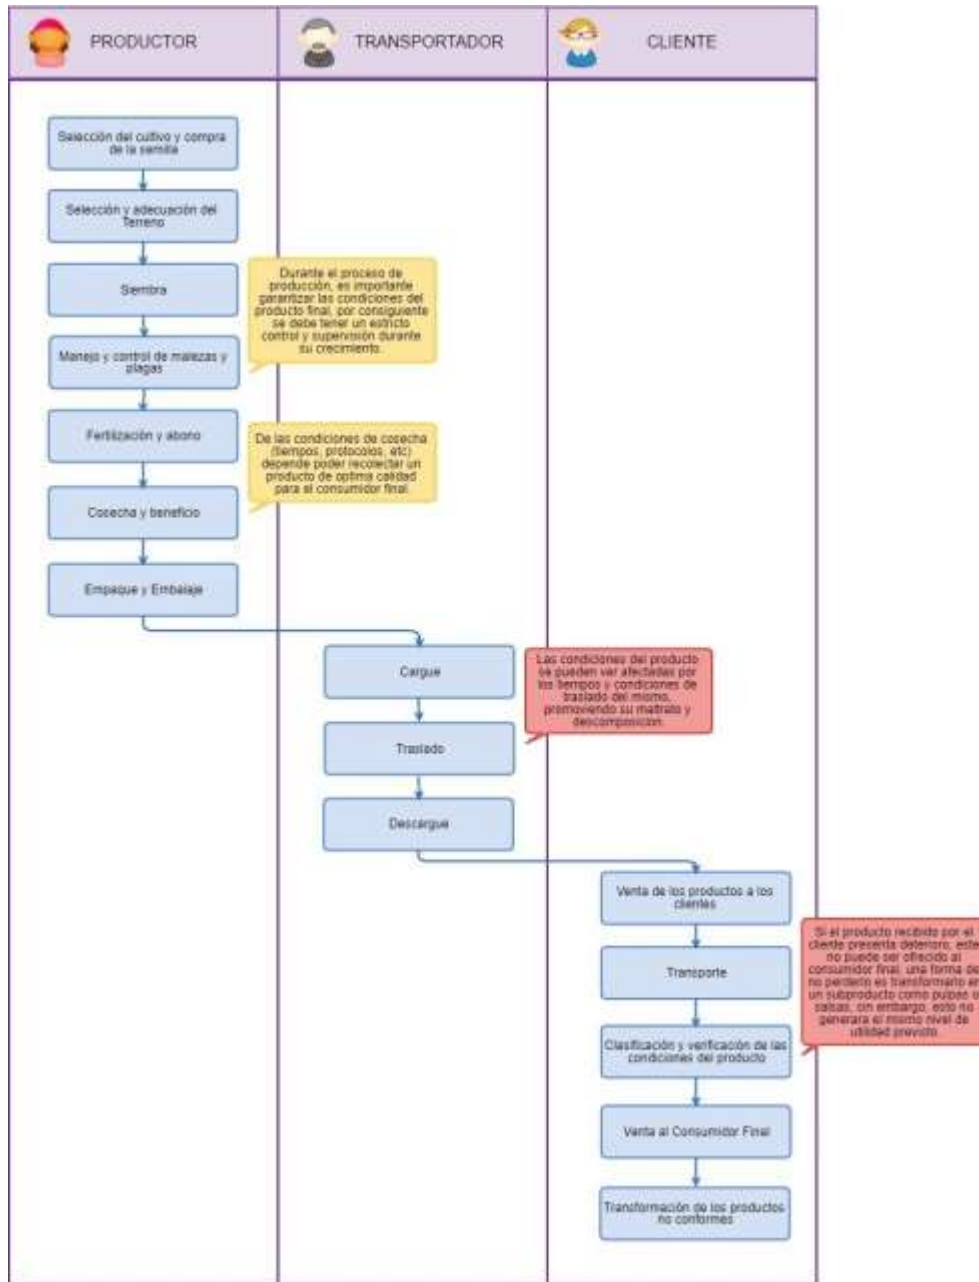 PRODUCTOR
TRANSPORTADOR
CLIENTE
Selección del cultivo y compra
de la semilla
Selección y adecuación del
Terreno
Siembra
Durante el proceso de
producción, es importante
garantizar las condiciones del
producto final, por consiguiente
se debe tener un estricto
control y supervisión durante
su crecimiento.
Manejo y control de malezas y
plagas
Fertilización y abono
De las condiciones de cosecha
(tiempos, protocolos, etc)
depende poder recolectar un
producto de optima calidad
para el consumidor final.
Cosecha y beneficio
Empaque y Embalaje
Cargue
Las condiciones del producto
se pueden ver afectadas por
los tiempos y condiciones de
traslado del mismo,
promoviendo su maltrato y
descomposicion.
Traslado
Descargue
Venta de los productos a los
clientes
Si el producto recibido por el
cliente presenta deterioro, este
no puede ser ofrecido al
consumidor final, una forma de
no perderlo es transformarlo en
un subproducto como pulpas o
salsas, sin embargo, esto no
generara el mismo nivel de
utilidad previsto.
Transporte
Clasificación y verificación de las
condiciones del producto
Venta al Consumidor Final
Transformación de los productos
no conformes